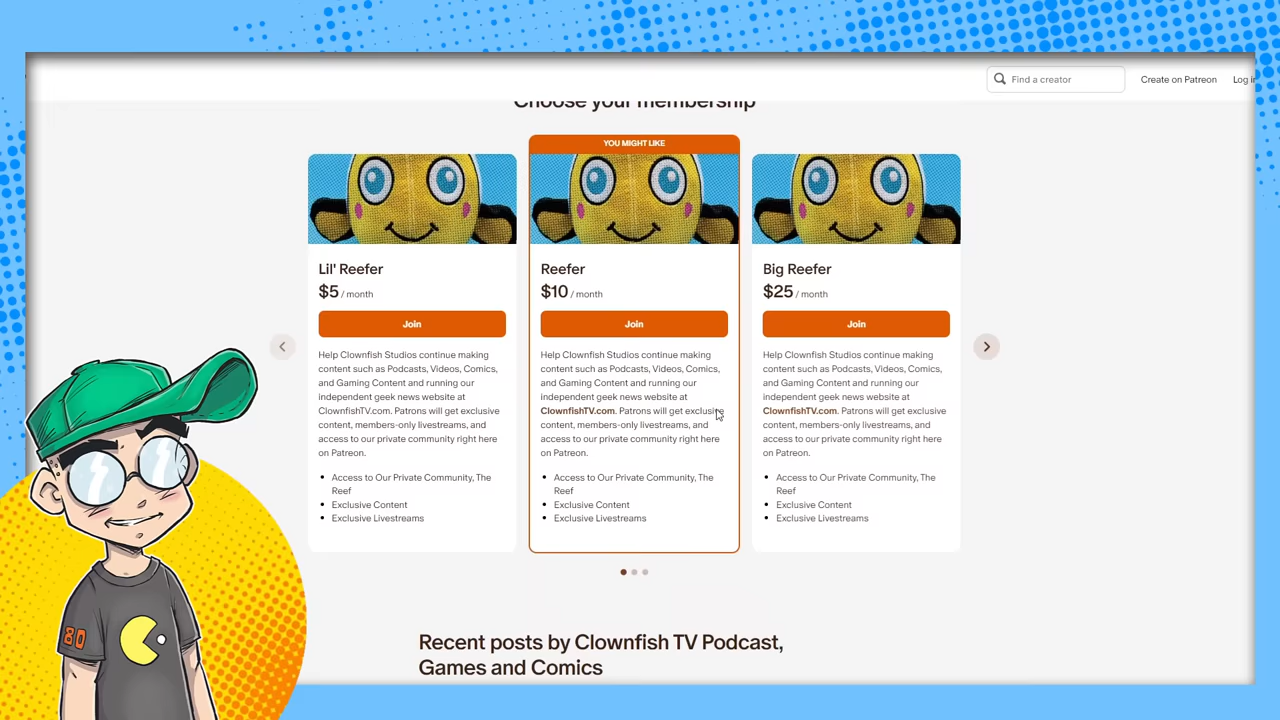 Find a creator
Create on Patreon
Log in
Choose your membership
YOU MIGHT LIKE
Lil' Reefer
$5 / month
Join
Help Clownfish Studios continue making
content such as Podcasts, Videos, Comics,
and Gaming Content and running our
independent geek news website at
ClownfishTV.com. Patrons will get exclusive
content, members-only livestreams, and
access to our private community right here
on Patreon.
• Access to Our Private Community, The
Reef
• Exclusive Content
• Exclusive Livestreams
Reefer
$10 / month
Join
Help Clownfish Studios continue making
content such as Podcasts, Videos, Comics,
and Gaming Content and running our
independent geek news website at
ClownfishTV.com. Patrons will get exclusive
content, members-only livestreams, and
access to our private community right here
on Patreon.
• Access to Our Private Community, The
Reef
• Exclusive Content
• Exclusive Livestreams
Big Reefer
$25 / month
Join
Help Clownfish Studios continue making
content such as Podcasts, Videos, Comics,
and Gaming Content and running our
independent geek news website at
ClownfishTV.com. Patrons will get exclusive
content, members-only livestreams, and
access to our private community right here
on Patreon.
• Access to Our Private Community, The
Reef
• Exclusive Content
• Exclusive Livestreams
80
Recent posts by Clownfish TV Podcast,
Games and Comics